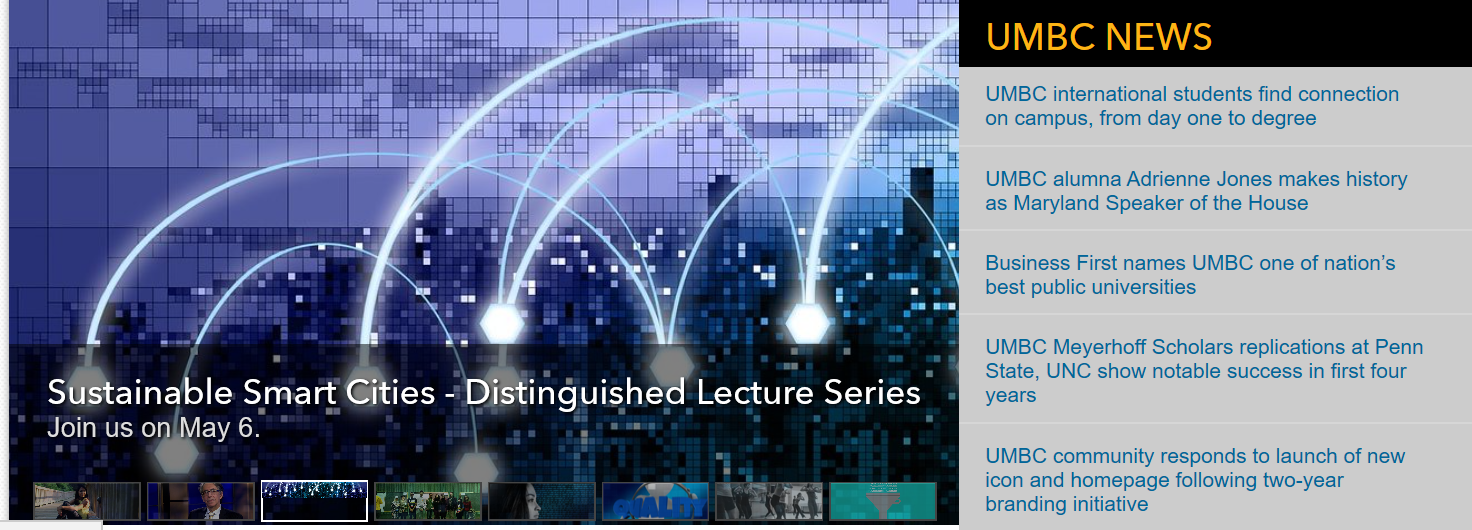 Sustainable Smart Cities - Distinguished Lecture Series
Join us on May 6.
QUALITY
UMBC NEWS
UMBC international students find connection
on campus, from day one to degree
UMBC alumna Adrienne Jones makes history
as Maryland Speaker of the House
Business First names UMBC one of nation’s
best public universities
UMBC Meyerhoff Scholars replications at Penn
State, UNC show notable success in first four
years
UMBC community responds to launch of new
icon and homepage following two-year
branding initiative